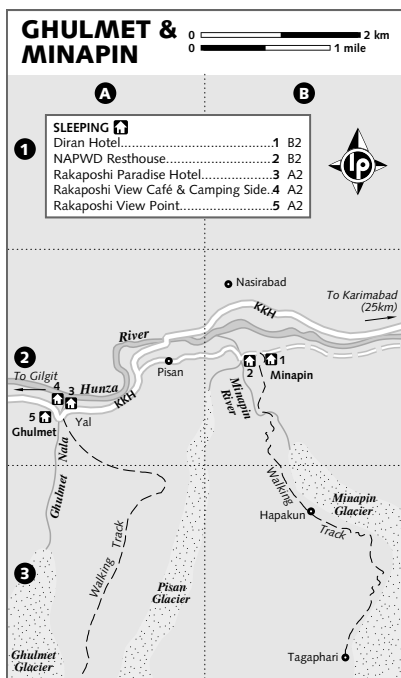 GHULMET &
MINAPIN
0 2 km
0 1 mile
A
B
1
SLEEPING
Diran Hotel 1 B2
NAPWD Resthouse 2 B2
Rakaposhi Paradise Hotel 3 A2
Rakaposhi View Café & Camping Side 4 A2
Rakaposhi View Point 5 A2
lp
Nasirabad
To Karimabad
(25km)
KKH
River
2
To Gilgit
Pisan
1
2
Minapin
4
3
Hunza
KKH
Minapin
River
5
Yal
Ghulmet
Ghulmet Nala
Walking Track
Minapin
Glacier
Hapakun
Walking Track
3
Pisan
Glacier
Ghulmet
Glacier
Tagaphari